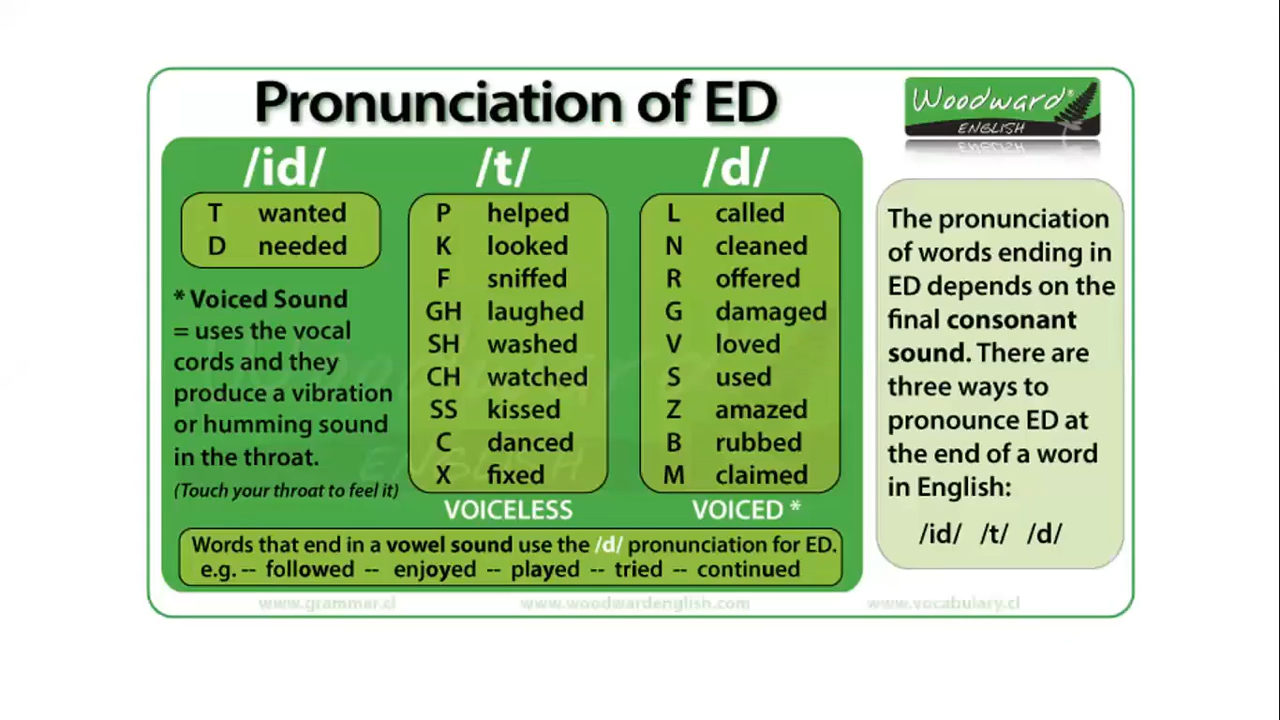 Pronunciation of ED
Woodward®
ENGLISH
/id/
T wanted
D needed
* Voiced Sound
= uses the vocal
cords and they
produce a vibration
or humming sound
in the throat.
(Touch your throat to feel it)
/t/
P helped
K looked
F sniffed
GH laughed
SH washed
CH watched
SS kissed
C danced
X fixed
VOICELESS
/d/
L called
N cleaned
R offered
G damaged
V loved
S used
Z amazed
B rubbed
M claimed
VOICED *
Words that end in a vowel sound use the /d/ pronunciation for ED.
e.g. -- followed -- enjoyed -- played -- tried -- continued
The pronunciation
of words ending in
ED depends on the
final consonant
sound. There are
three ways to
pronounce ED at
the end of a word
in English:
/id/ /t/ /d/
www.grammar.cl www.woodwardenglish.com www.vocabulary.cl